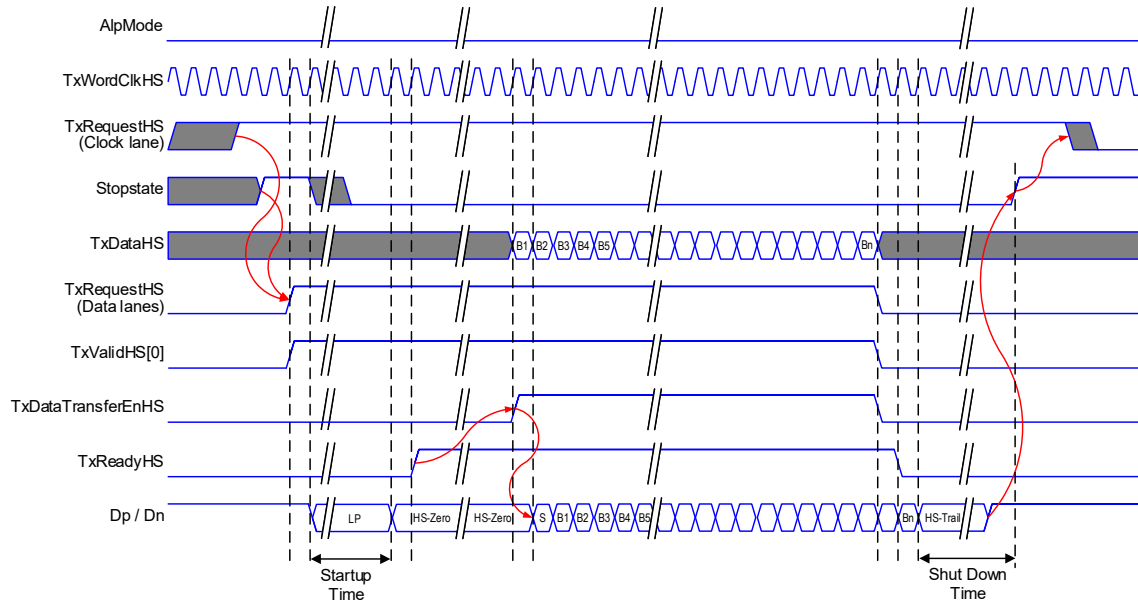 AlpMode
TxWordClkHS
TxRequestHS
(Clock lane)
Stopstate
TxDataHS
B1 B2 B3 B4 B5 Bn
TxRequestHS
(Data lanes)
TxValidHS[0]
TxDataTransferEnHS
TxReadyHS
Dp / Dn
LP HS-Zero HS-Zero S B1 B2 B3 B4 B5 Bn HS-Trail
Startup
Time
Shut Down
Time